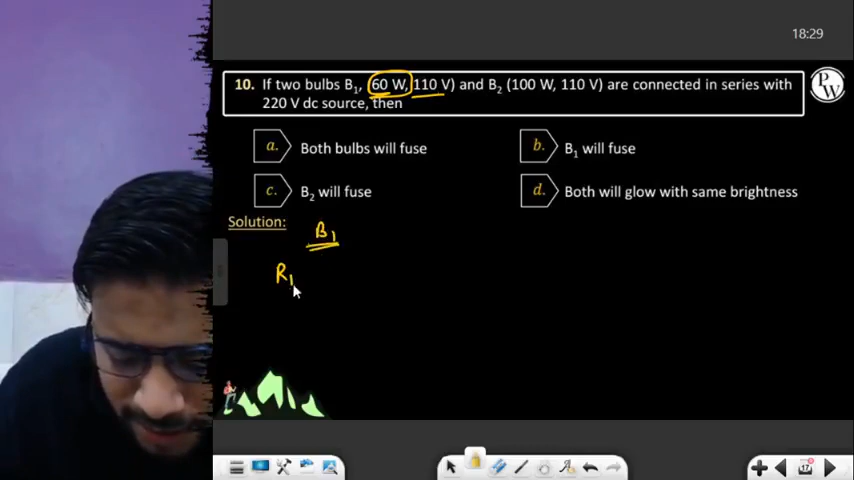 18:29
10. If two bulbs B₁, 60 W, 110 V) and B₂ (100 W, 110 V) are connected in series with
220 V dc source, then
P
W
a. Both bulbs will fuse
b. B₁ will fuse
c. B₂ will fuse
d. Both will glow with same brightness
Solution:
B₁
R₁
17